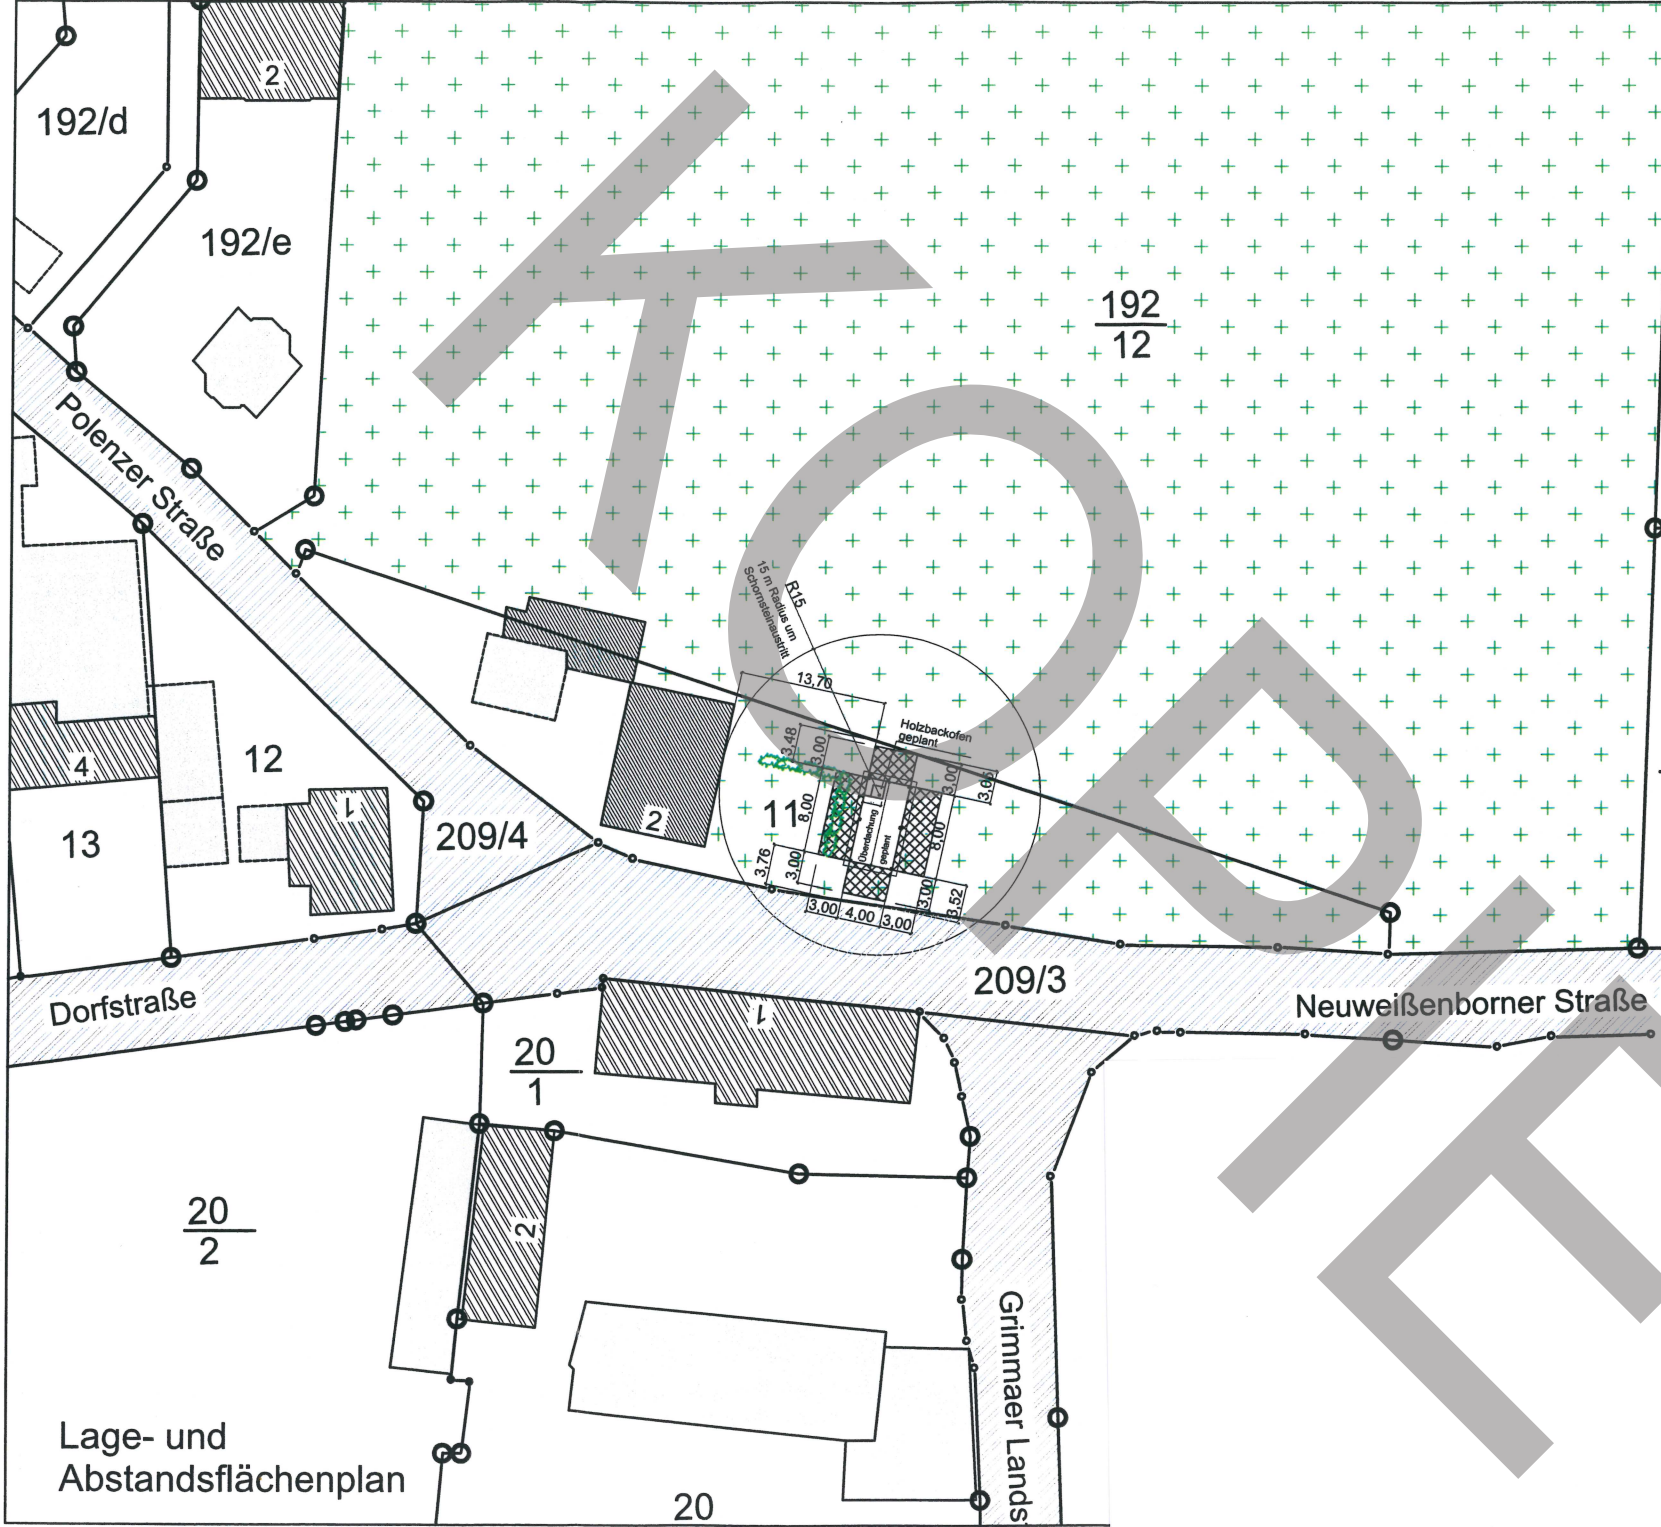 2
192/d
192/e
192
12
Polenzer Straße
R15
15 m Radius um
Schornsteinaustritt
13,70
Holzbackofen
geplant
3,48
3,00
3,00
3,65
4
12
1
2
11
8,00
Überdachung
geplant
8,00
13
209/4
3,76
3,00
3,00
3,52
3,00
4,00
3,00
209/3
Dorfstraße
Neuweißenborner Straße
1
20
1
20
2
2
Grimmaer Lands
Lage- und
Abstandsflächenplan
20
KOPIE